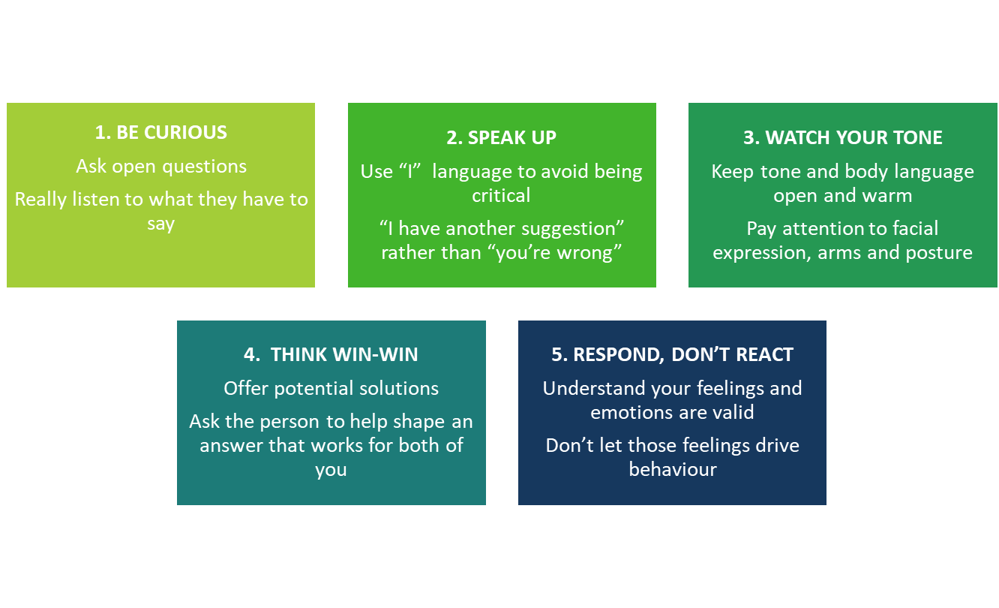 1. BE CURIOUS
Ask open questions
Really listen to what they have to
say
2. SPEAK UP
Use “I”  language to avoid being
critical
“I have another suggestion”
rather than “you’re wrong”
3. WATCH YOUR TONE
Keep tone and body language
open and warm
Pay attention to facial
expression, arms and posture
4.  THINK WIN-WIN
Offer potential solutions
Ask the person to help shape an
answer that works for both of
you
5. RESPOND, DON’T REACT
Understand your feelings and
emotions are valid
Don’t let those feelings drive
behaviour